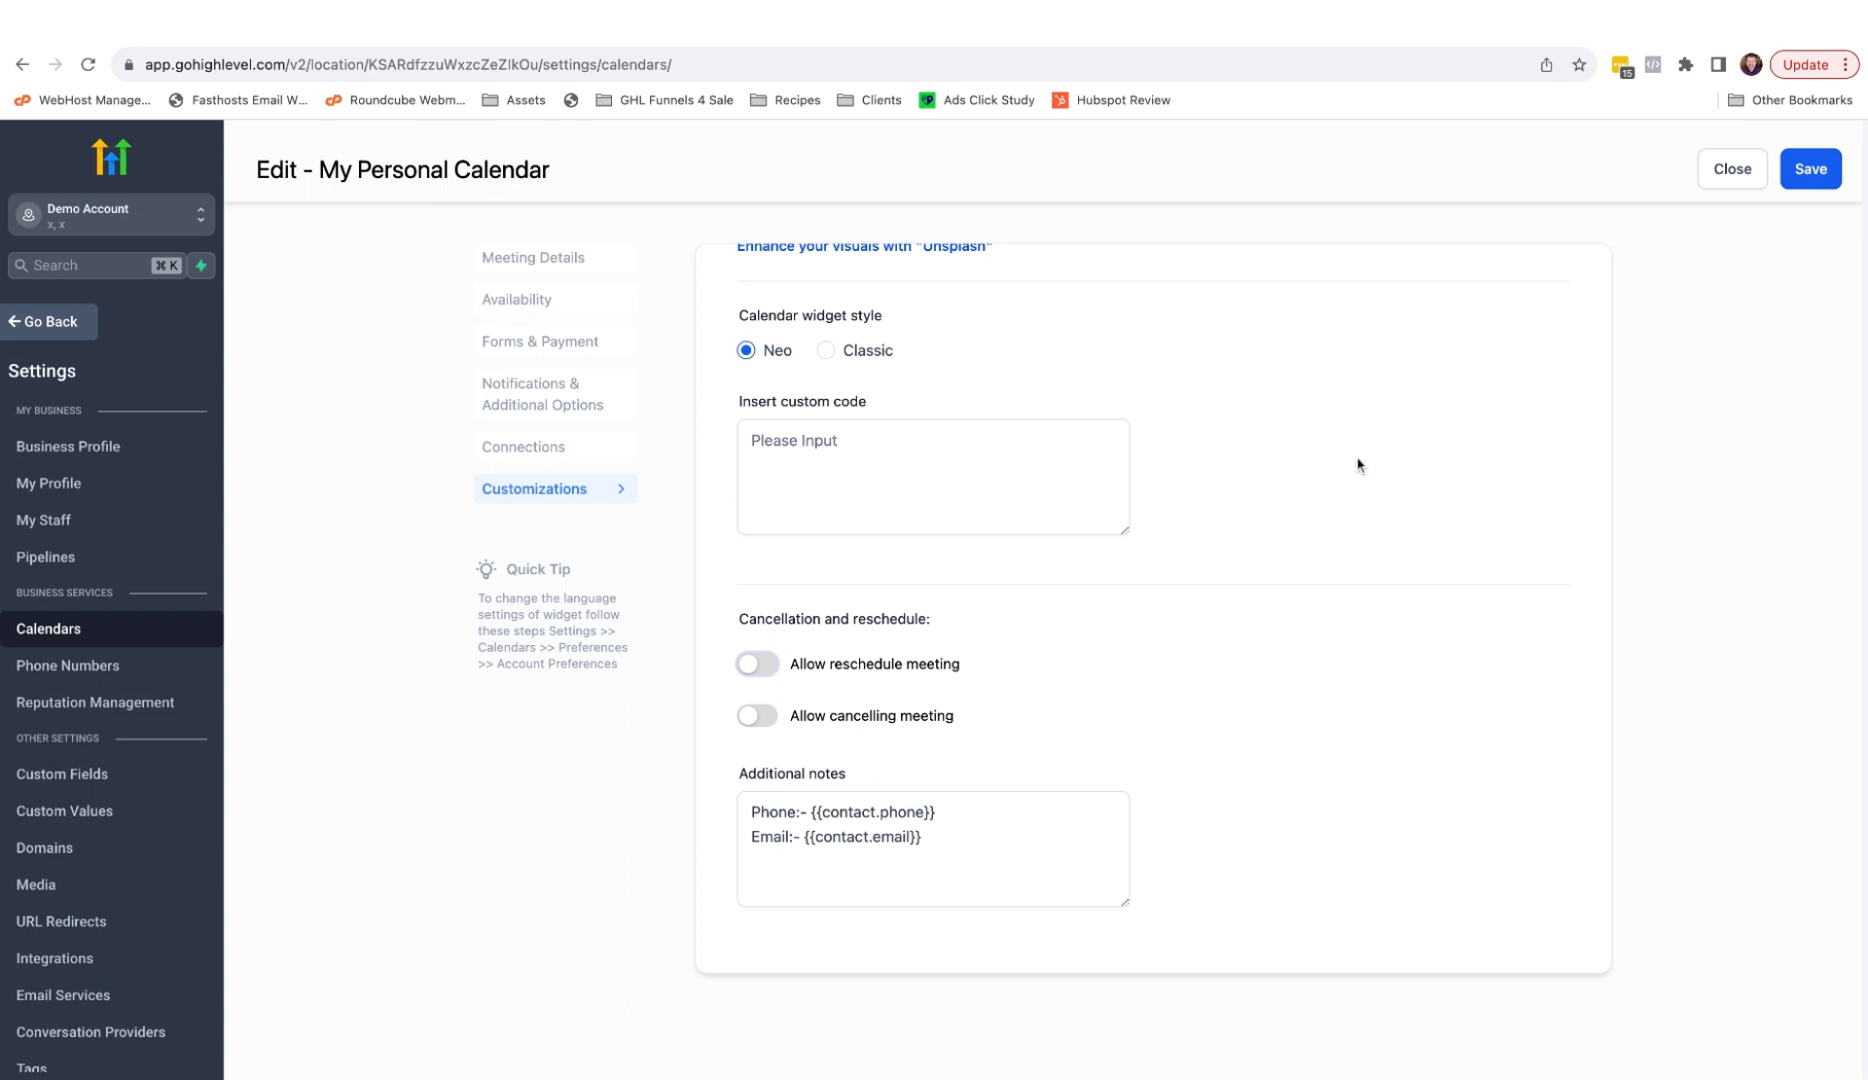 app.gohighlevel.com/v2/location/KSARdfzzuWxzcZeZlkOu/settings/calendars/
15
Update
WebHost Manage...
Fasthosts Email W...
Roundcube Webm...
Assets
GHL Funnels 4 Sale
Recipes
Clients
Ads Click Study
Hubspot Review
Other Bookmarks
Demo Account
x, x
Search
⌘ K
Go Back
Settings
MY BUSINESS
Business Profile
My Profile
My Staff
Pipelines
BUSINESS SERVICES
Calendars
Phone Numbers
Reputation Management
OTHER SETTINGS
Custom Fields
Custom Values
Domains
Media
URL Redirects
Integrations
Email Services
Conversation Providers
Tags
Edit - My Personal Calendar
Close
Save
Meeting Details
Availability
Forms & Payment
Notifications &
Additional Options
Connections
Customizations
Quick Tip
To change the language
settings of widget follow
these steps Settings >>
Calendars >> Preferences
>> Account Preferences
Enhance your visuals with "Unsplash"
Calendar widget style
Neo
Classic
Insert custom code
Please Input
Cancellation and reschedule:
Allow reschedule meeting
Allow cancelling meeting
Additional notes
Phone:- {{contact.phone}}
Email:- {{contact.email}}